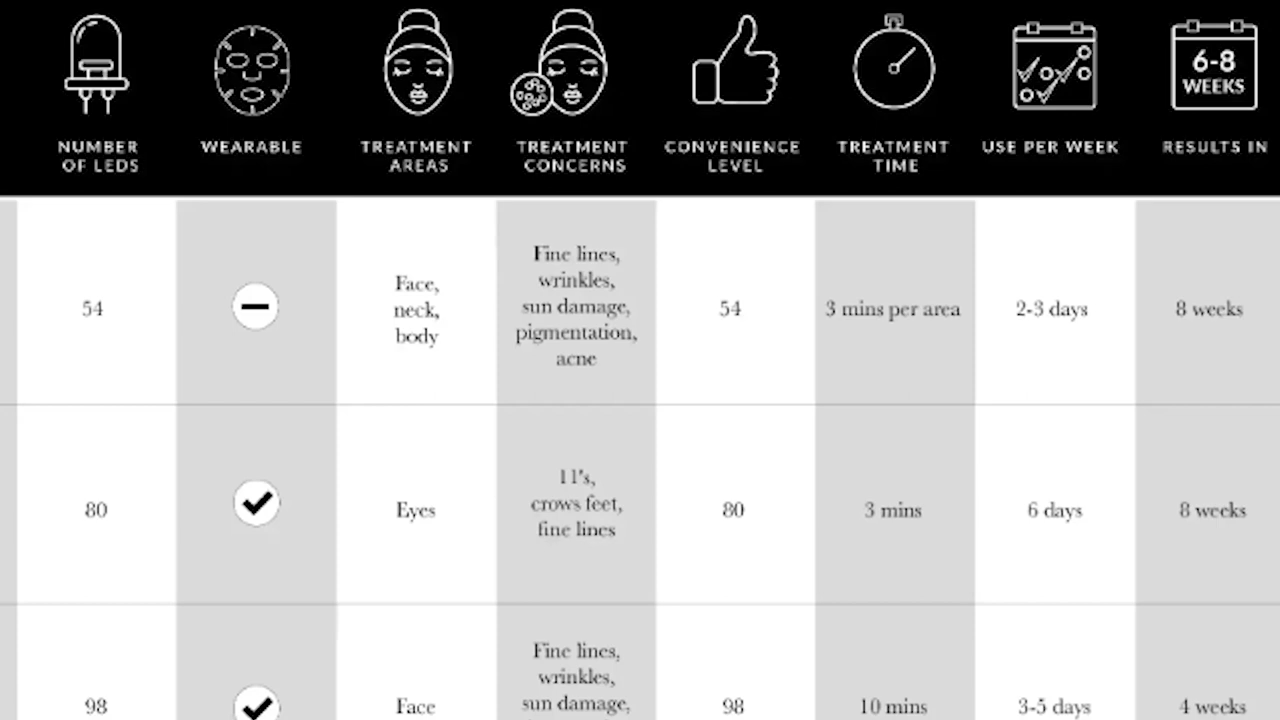 6-8
WEEKS
NUMBER
OF LEDS
WEARABLE
TREATMENT
AREAS
TREATMENT
CONCERNS
CONVENIENCE
LEVEL
TREATMENT
TIME
USE PER WEEK
RESULTS IN
54
Face,
neck,
body
Fine lines,
wrinkles,
sun damage,
pigmentation,
acne
54
3 mins per area
2-3 days
8 weeks
80
Eyes
11's,
crows feet,
fine lines
80
3 mins
6 days
8 weeks
98
Face
Fine lines,
wrinkles,
sun damage,
98
10 mins
3-5 days
4 weeks